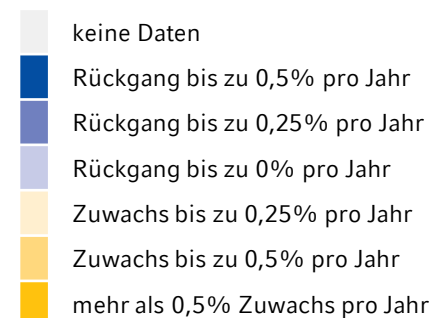 keine Daten
Rückgang bis zu 0,5% pro Jahr
Rückgang bis zu 0,25% pro Jahr
Rückgang bis zu 0% pro Jahr
Zuwachs bis zu 0,25% pro Jahr
Zuwachs bis zu 0,5% pro Jahr
mehr als 0,5% Zuwachs pro Jahr